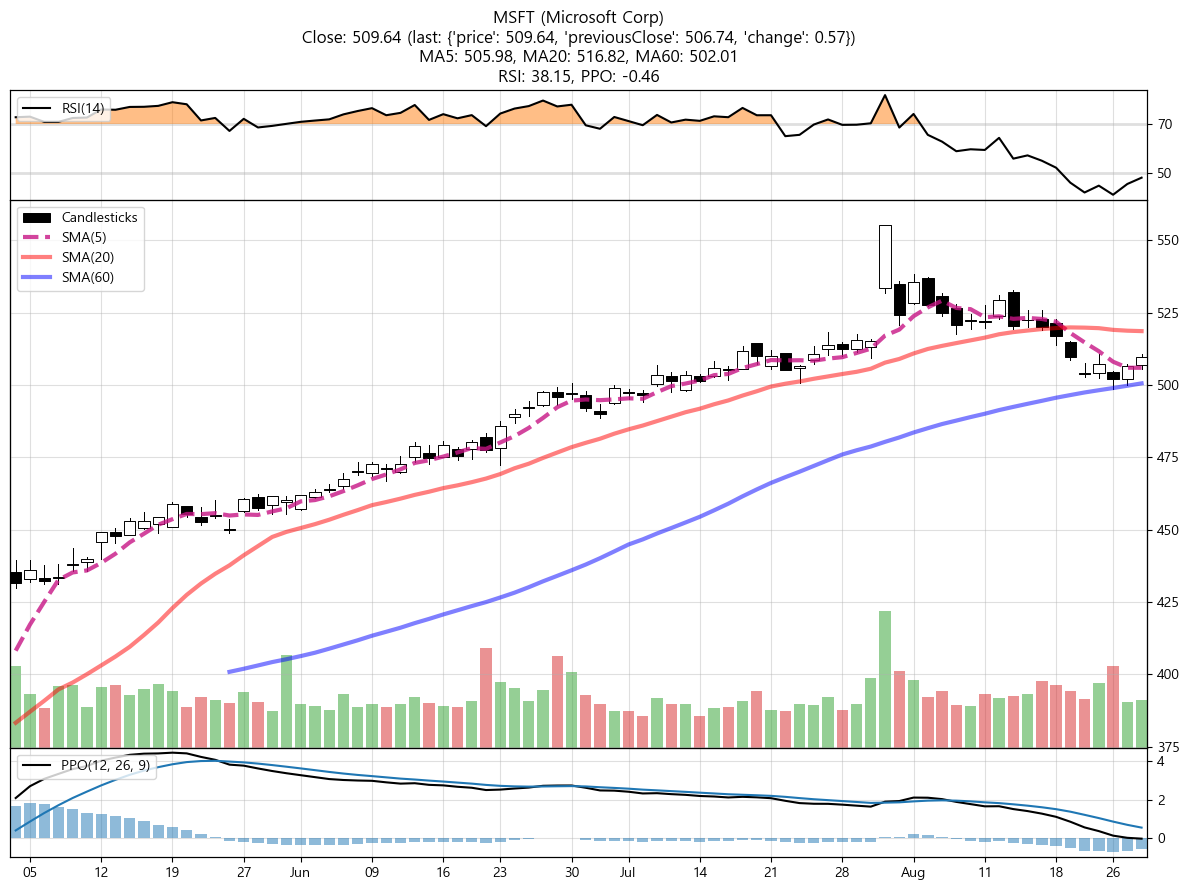 MSFT (Microsoft Corp)
Close: 509.64 (last: {'price': 509.64, 'previousClose': 506.74, 'change': 0.57})
MA5: 505.98, MA20: 516.82, MA60: 502.01
RSI: 38.15, PPO: -0.46
RSI(14)
70
50
Candlesticks
SMA(5)
SMA(20)
SMA(60)
550
525
500
475
450
425
400
375
PPO(12, 26, 9)
4
2
0
05 12 19 27 Jun 09 16 23 30 Jul 14 21 28 Aug 11 18 26